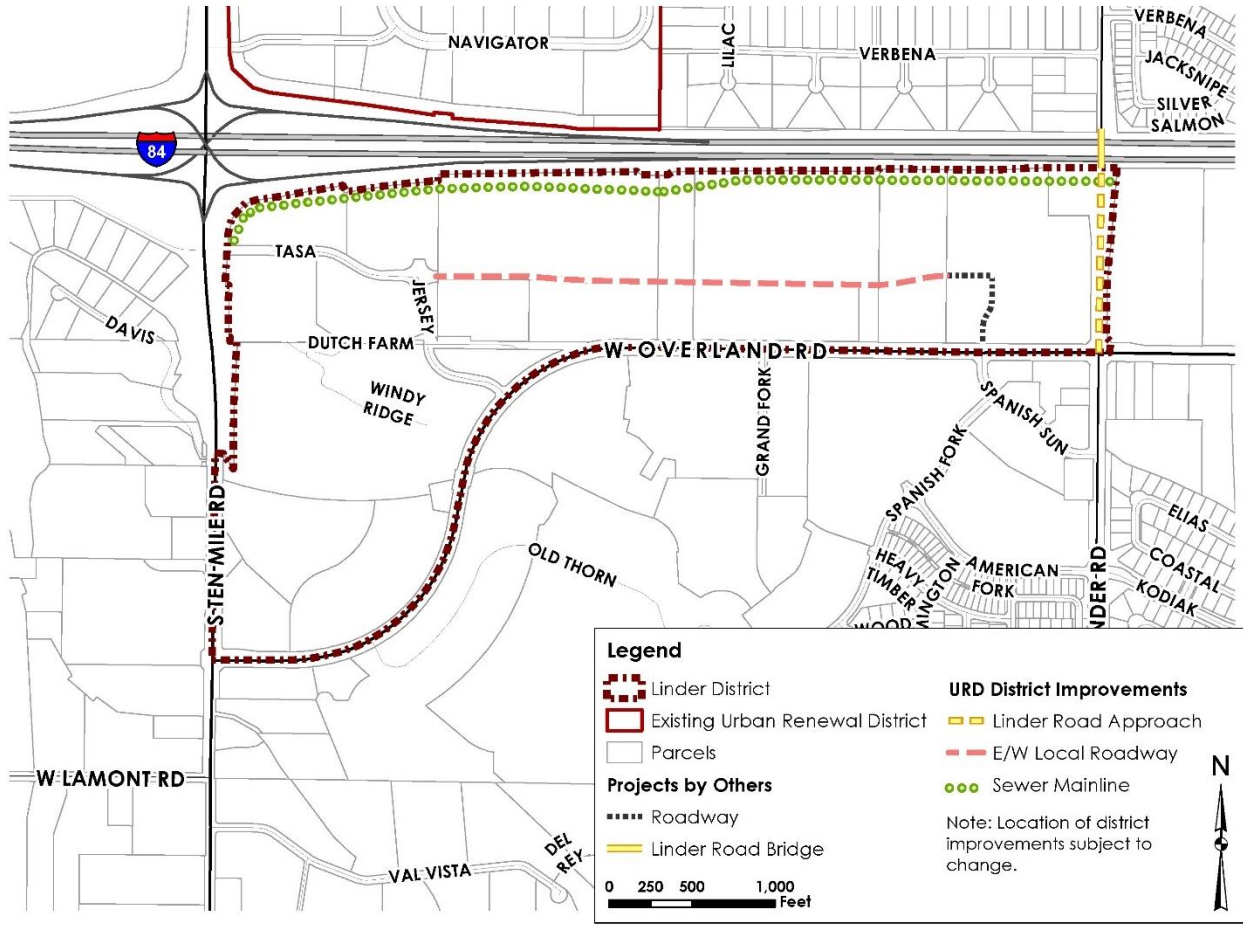 NAVIGATOR
LILAC
VERBENA
VERBENA
JACKSNIPE
SILVER
SALMON
84
TASA
JERSEY
DAVIS
DUTCH FARM
W OVERLAND RD
WINDY
RIDGE
GRAND FORK
SPANISH SUN
SPANISH FORK
S TEN MILE RD
OLD THORN
ELIAS
COASTAL
KODIAK
AMERICAN
FORK
HEAVY
TIMBER
WOOD
MINGTON
NDER RD
W LAMONT RD
VAL VISTA
DEL
REY
Legend
Linder District
Existing Urban Renewal District
Parcels
Projects by Others
Roadway
Linder Road Bridge
0 250 500 1,000
Feet
URD District Improvements
Linder Road Approach
E/W Local Roadway
Sewer Mainline
Note: Location of district
improvements subject to
change.
N